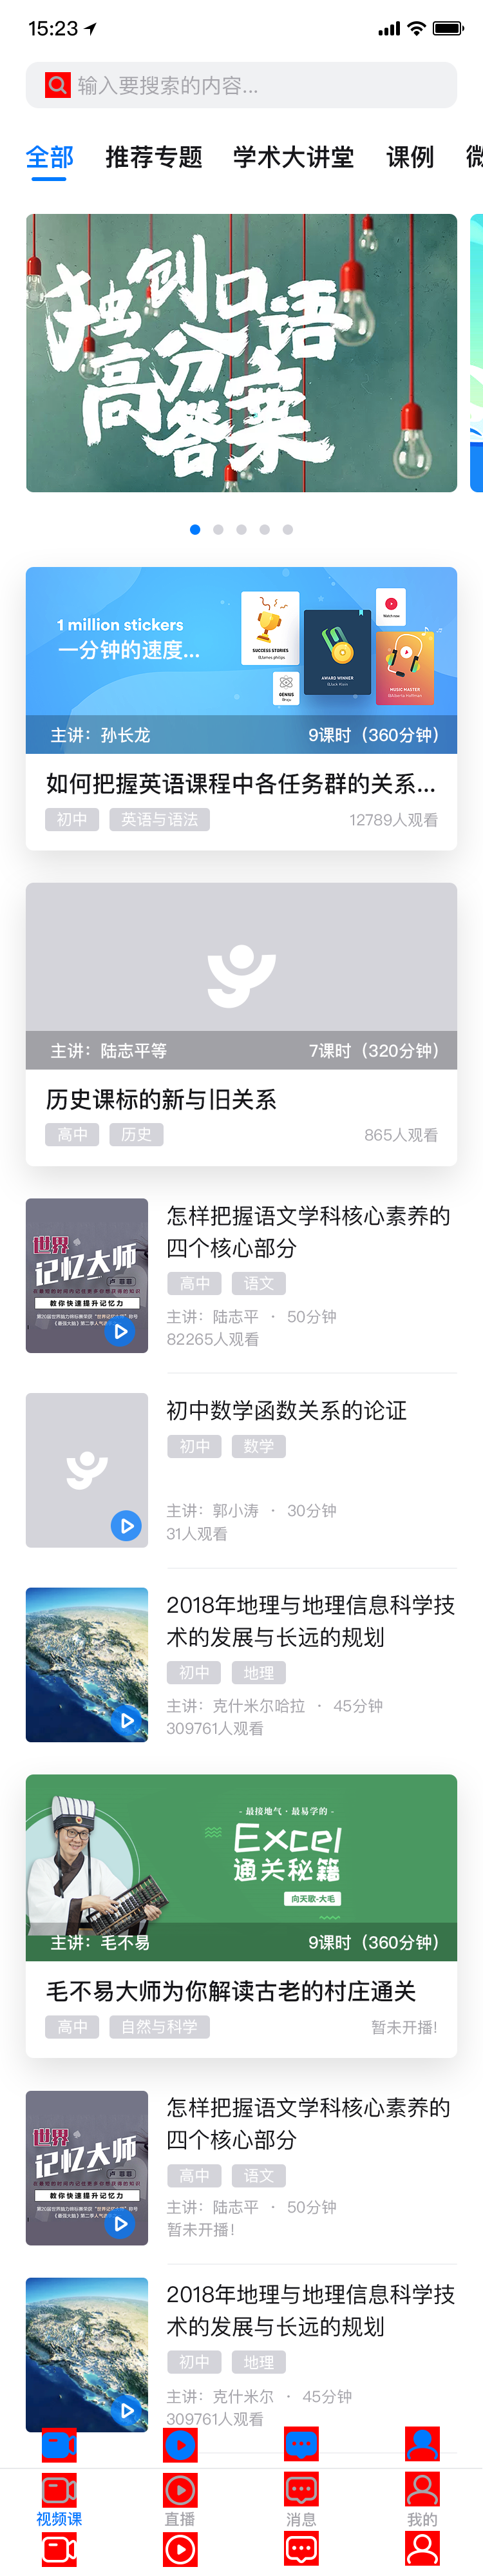 15:23
输入要搜索的内容...
全部 推荐专题 学术大讲堂 课例 微
独创口语
高分答案
1 million stickers
一分钟的速度...
SUCCESS STORIES
AWARD WINNER
GENIUS
Watch now
MUSIC MASTER
主讲：孙长龙 9课时（360分钟）
如何把握英语课程中各任务群的关系...
初中 英语与语法 12789人观看
主讲：陆志平等 7课时（320分钟）
历史课标的新与旧关系
高中 历史 865人观看
世界
记忆大师
教你快速提升记忆力
怎样把握语文学科核心素养的
四个核心部分
高中 语文
主讲：陆志平 · 50分钟
82265人观看
初中数学函数关系的论证
初中 数学
主讲：郭小涛 · 30分钟
31人观看
2018年地理与地理信息科学技
术的发展与长远的规划
初中 地理
主讲：克什米尔哈拉 · 45分钟
309761人观看
- 最接地气·最易学的 -
Excel
通关秘籍
向天歌-大毛
主讲：毛不易 9课时（360分钟）
毛不易大师为你解读古老的村庄通关
高中 自然与科学 暂未开播!
世界
记忆大师
教你快速提升记忆力
怎样把握语文学科核心素养的
四个核心部分
高中 语文
主讲：陆志平 · 50分钟
暂未开播!
2018年地理与地理信息科学技
术的发展与长远的规划
初中 地理
主讲：克什米尔 · 45分钟
309761人观看
视频课 直播 消息 我的